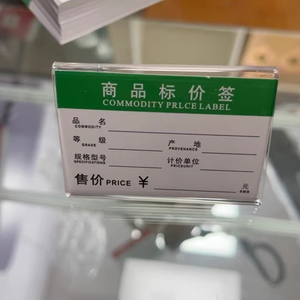 商品标价签
COMMODITY PRLCE LABEL
品名
COMMODITY
等级 产地
GRADE PROVENANCE
规格型号 计价单位
SPECIFICATIONS PRICEUNIT
售价 PRICE ¥ 元
RMB